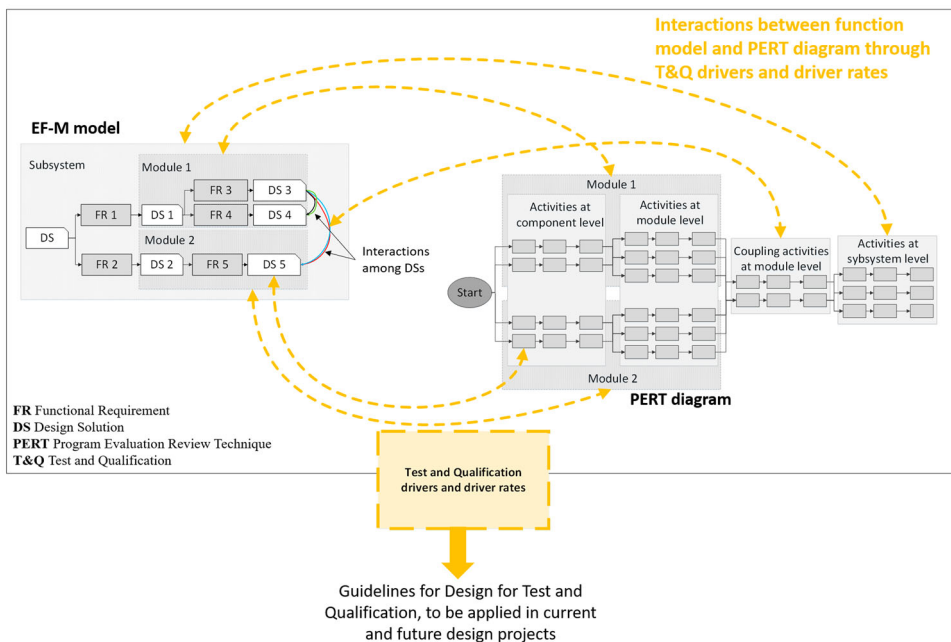 Interactions between function
model and PERT diagram through
T&Q drivers and driver rates
EF-M model
Subsystem
Module 1
FR 3
DS 3
FR 1
DS 1
FR 4
DS 4
DS
Module 2
FR 2
DS 2
FR 5
DS 5
Interactions
among DSs
Module 1
Activities at
component level
Activities at
module level
Coupling activities
at module level
Activities at
subsystem level
Start
Module 2
PERT diagram
FR Functional Requirement
DS Design Solution
PERT Program Evaluation Review Technique
T&Q Test and Qualification
Test and Qualification
drivers and driver rates
Guidelines for Design for Test and
Qualification, to be applied in current
and future design projects